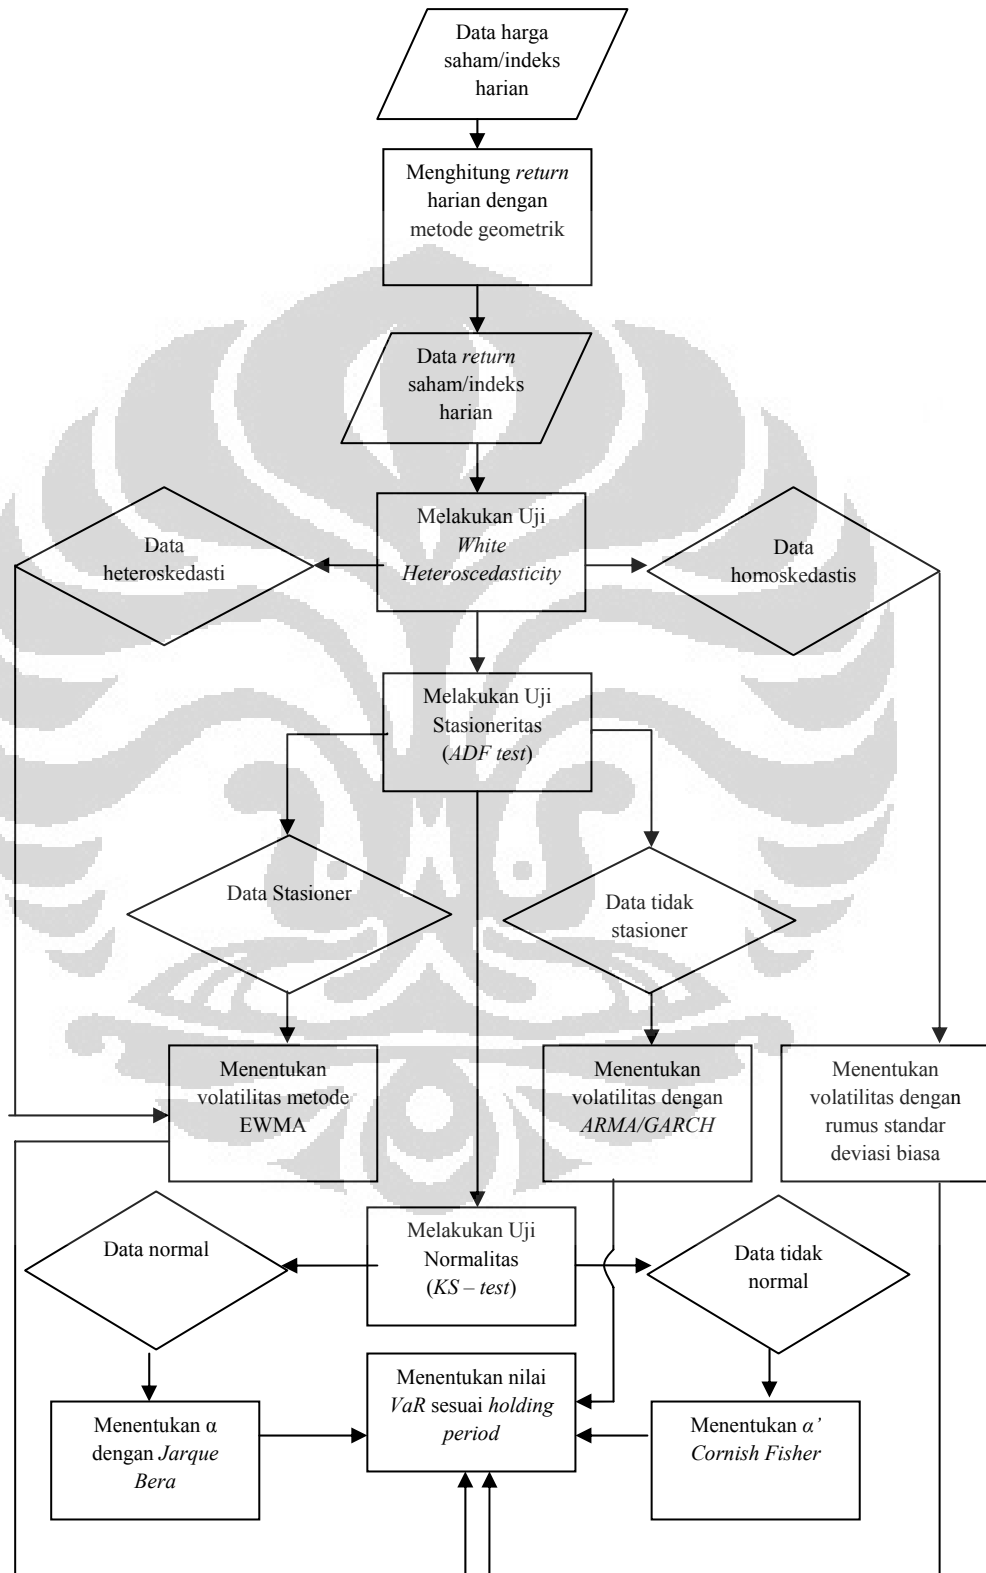 Data harga
saham/indeks
harian
Menghitung return
harian dengan
metode geometrik
Data return
saham/indeks
harian
Melakukan Uji
White
Heteroscedasticity
Data
heteroskedasti
Data
homoskedastis
Melakukan Uji
Stasioneritas
(ADF test)
Data Stasioner
Data tidak
stasioner
Menentukan
volatilitas metode
EWMA
Menentukan
volatilitas dengan
ARMA/GARCH
Menentukan
volatilitas dengan
rumus standar
deviasi biasa
Data normal
Melakukan Uji
Normalitas
(KS – test)
Data tidak
normal
Menentukan α
dengan Jarque
Bera
Menentukan nilai
VaR sesuai holding
period
Menentukan α’
Cornish Fisher